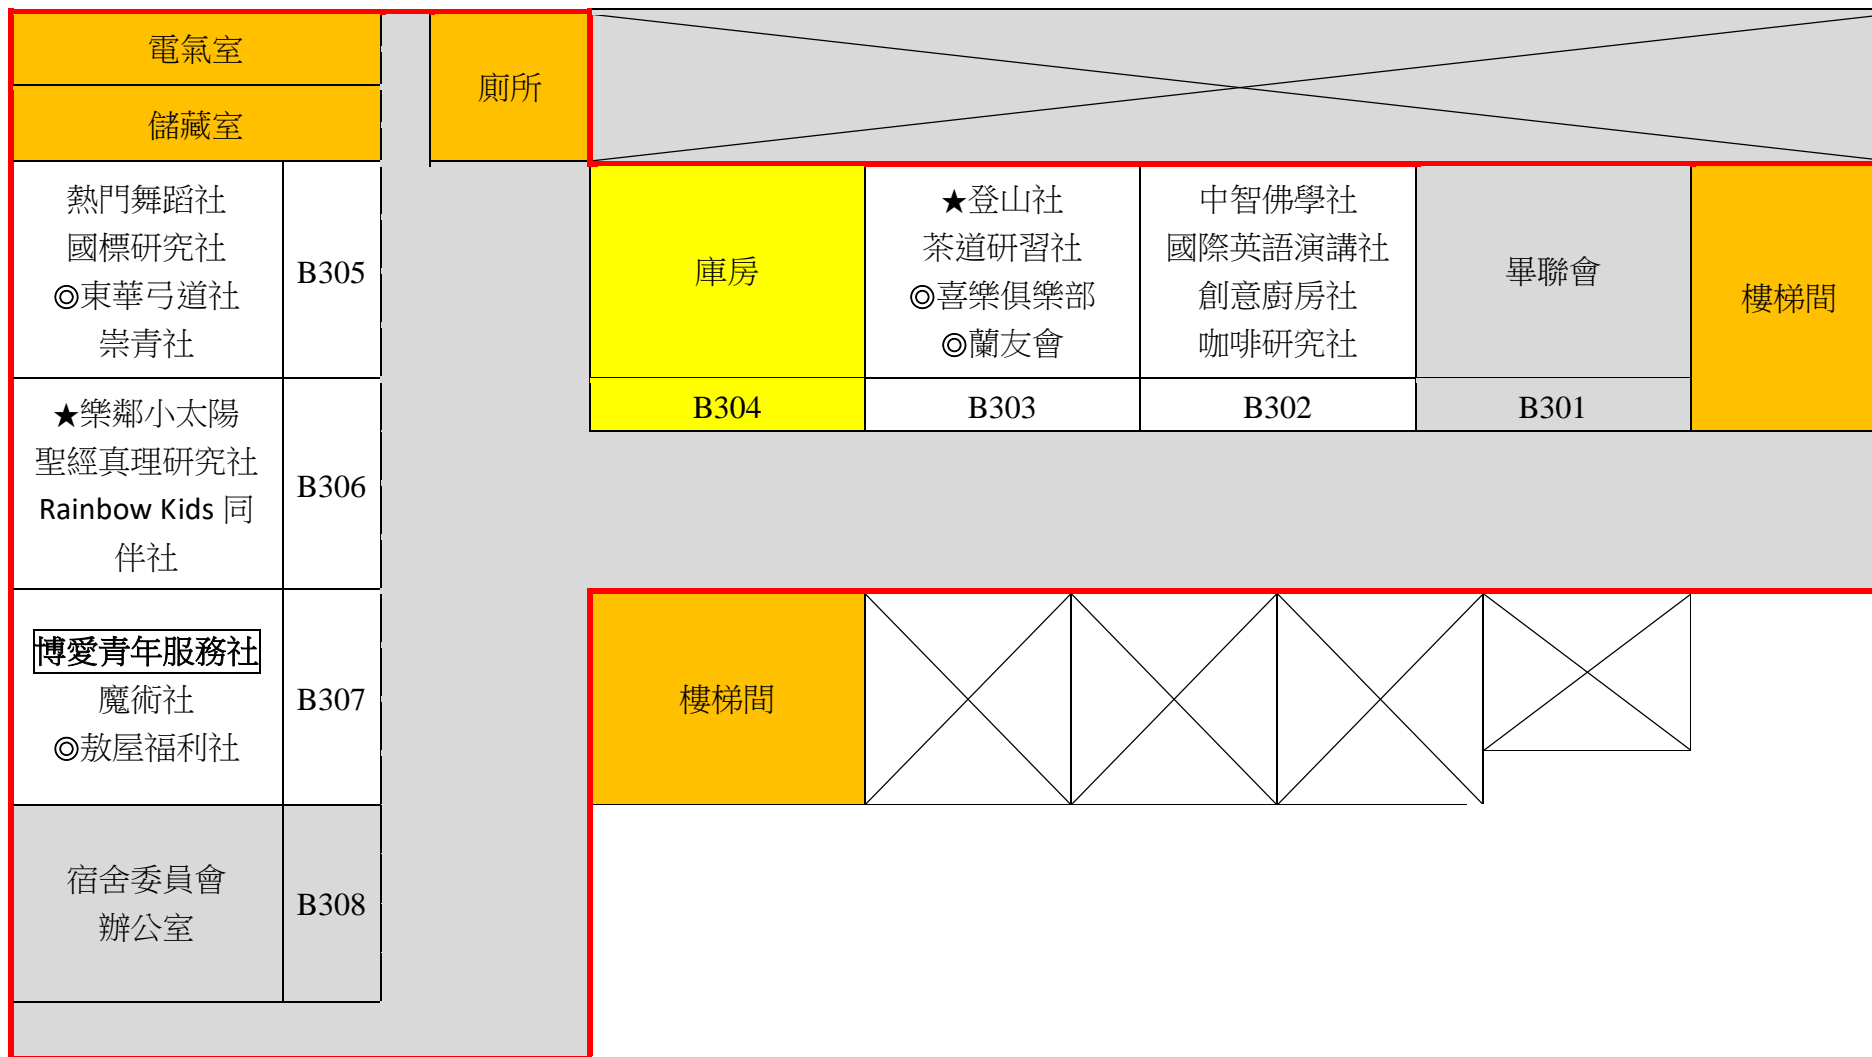 電氣室
儲藏室
廁所
熱門舞蹈社
國標研究社
◎東華弓道社
崇青社
B305
庫房
B304
★登山社
茶道研習社
◎喜樂俱樂部
◎蘭友會
B303
中智佛學社
國際英語演講社
創意廚房社
咖啡研究社
B302
畢聯會
B301
樓梯間
★樂鄰小太陽
聖經真理研究社
Rainbow Kids 同
伴社
B306
博愛青年服務社
魔術社
◎敖屋福利社
B307
樓梯間
宿舍委員會
辦公室
B308